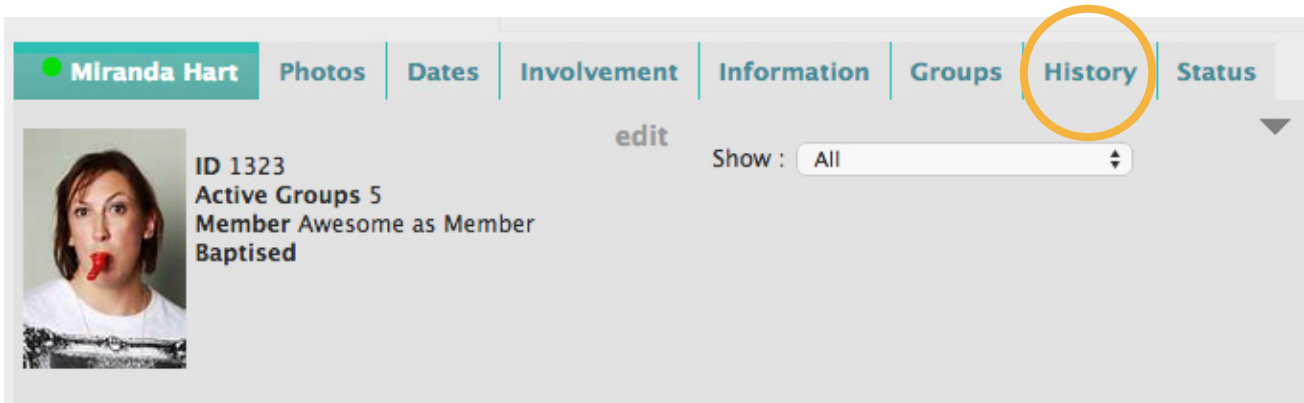 Miranda Hart Photos Dates Involvement Information Groups History Status
edit
Show : All
ID 1323
Active Groups 5
Member Awesome as Member
Baptised